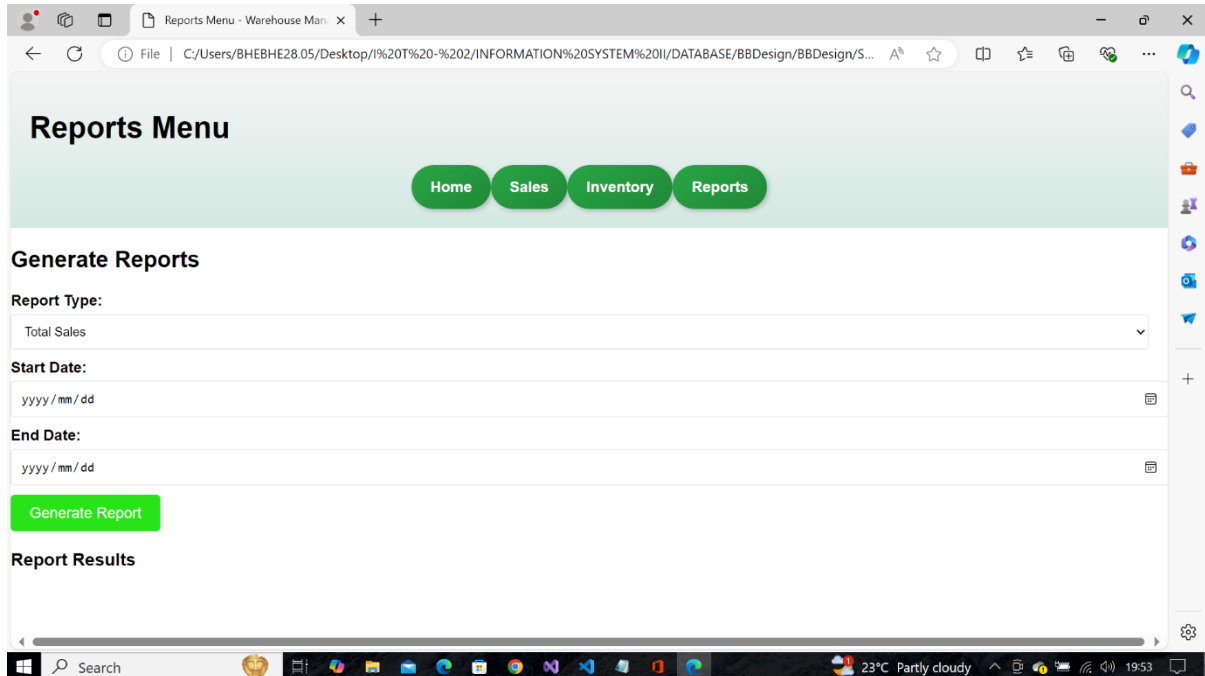 Reports Menu - Warehouse Man
File | C:/Users/BHEBHE28.05/Desktop/I%20T%20-%202/INFORMATION%20SYSTEM%20II/DATABASE/BBDesign/BBDesign/S...
Reports Menu
Home Sales Inventory Reports
Generate Reports
Report Type:
Total Sales
Start Date:
yyyy/mm/dd
End Date:
yyyy/mm/dd
Generate Report
Report Results
Search 23°C Partly cloudy 19:53